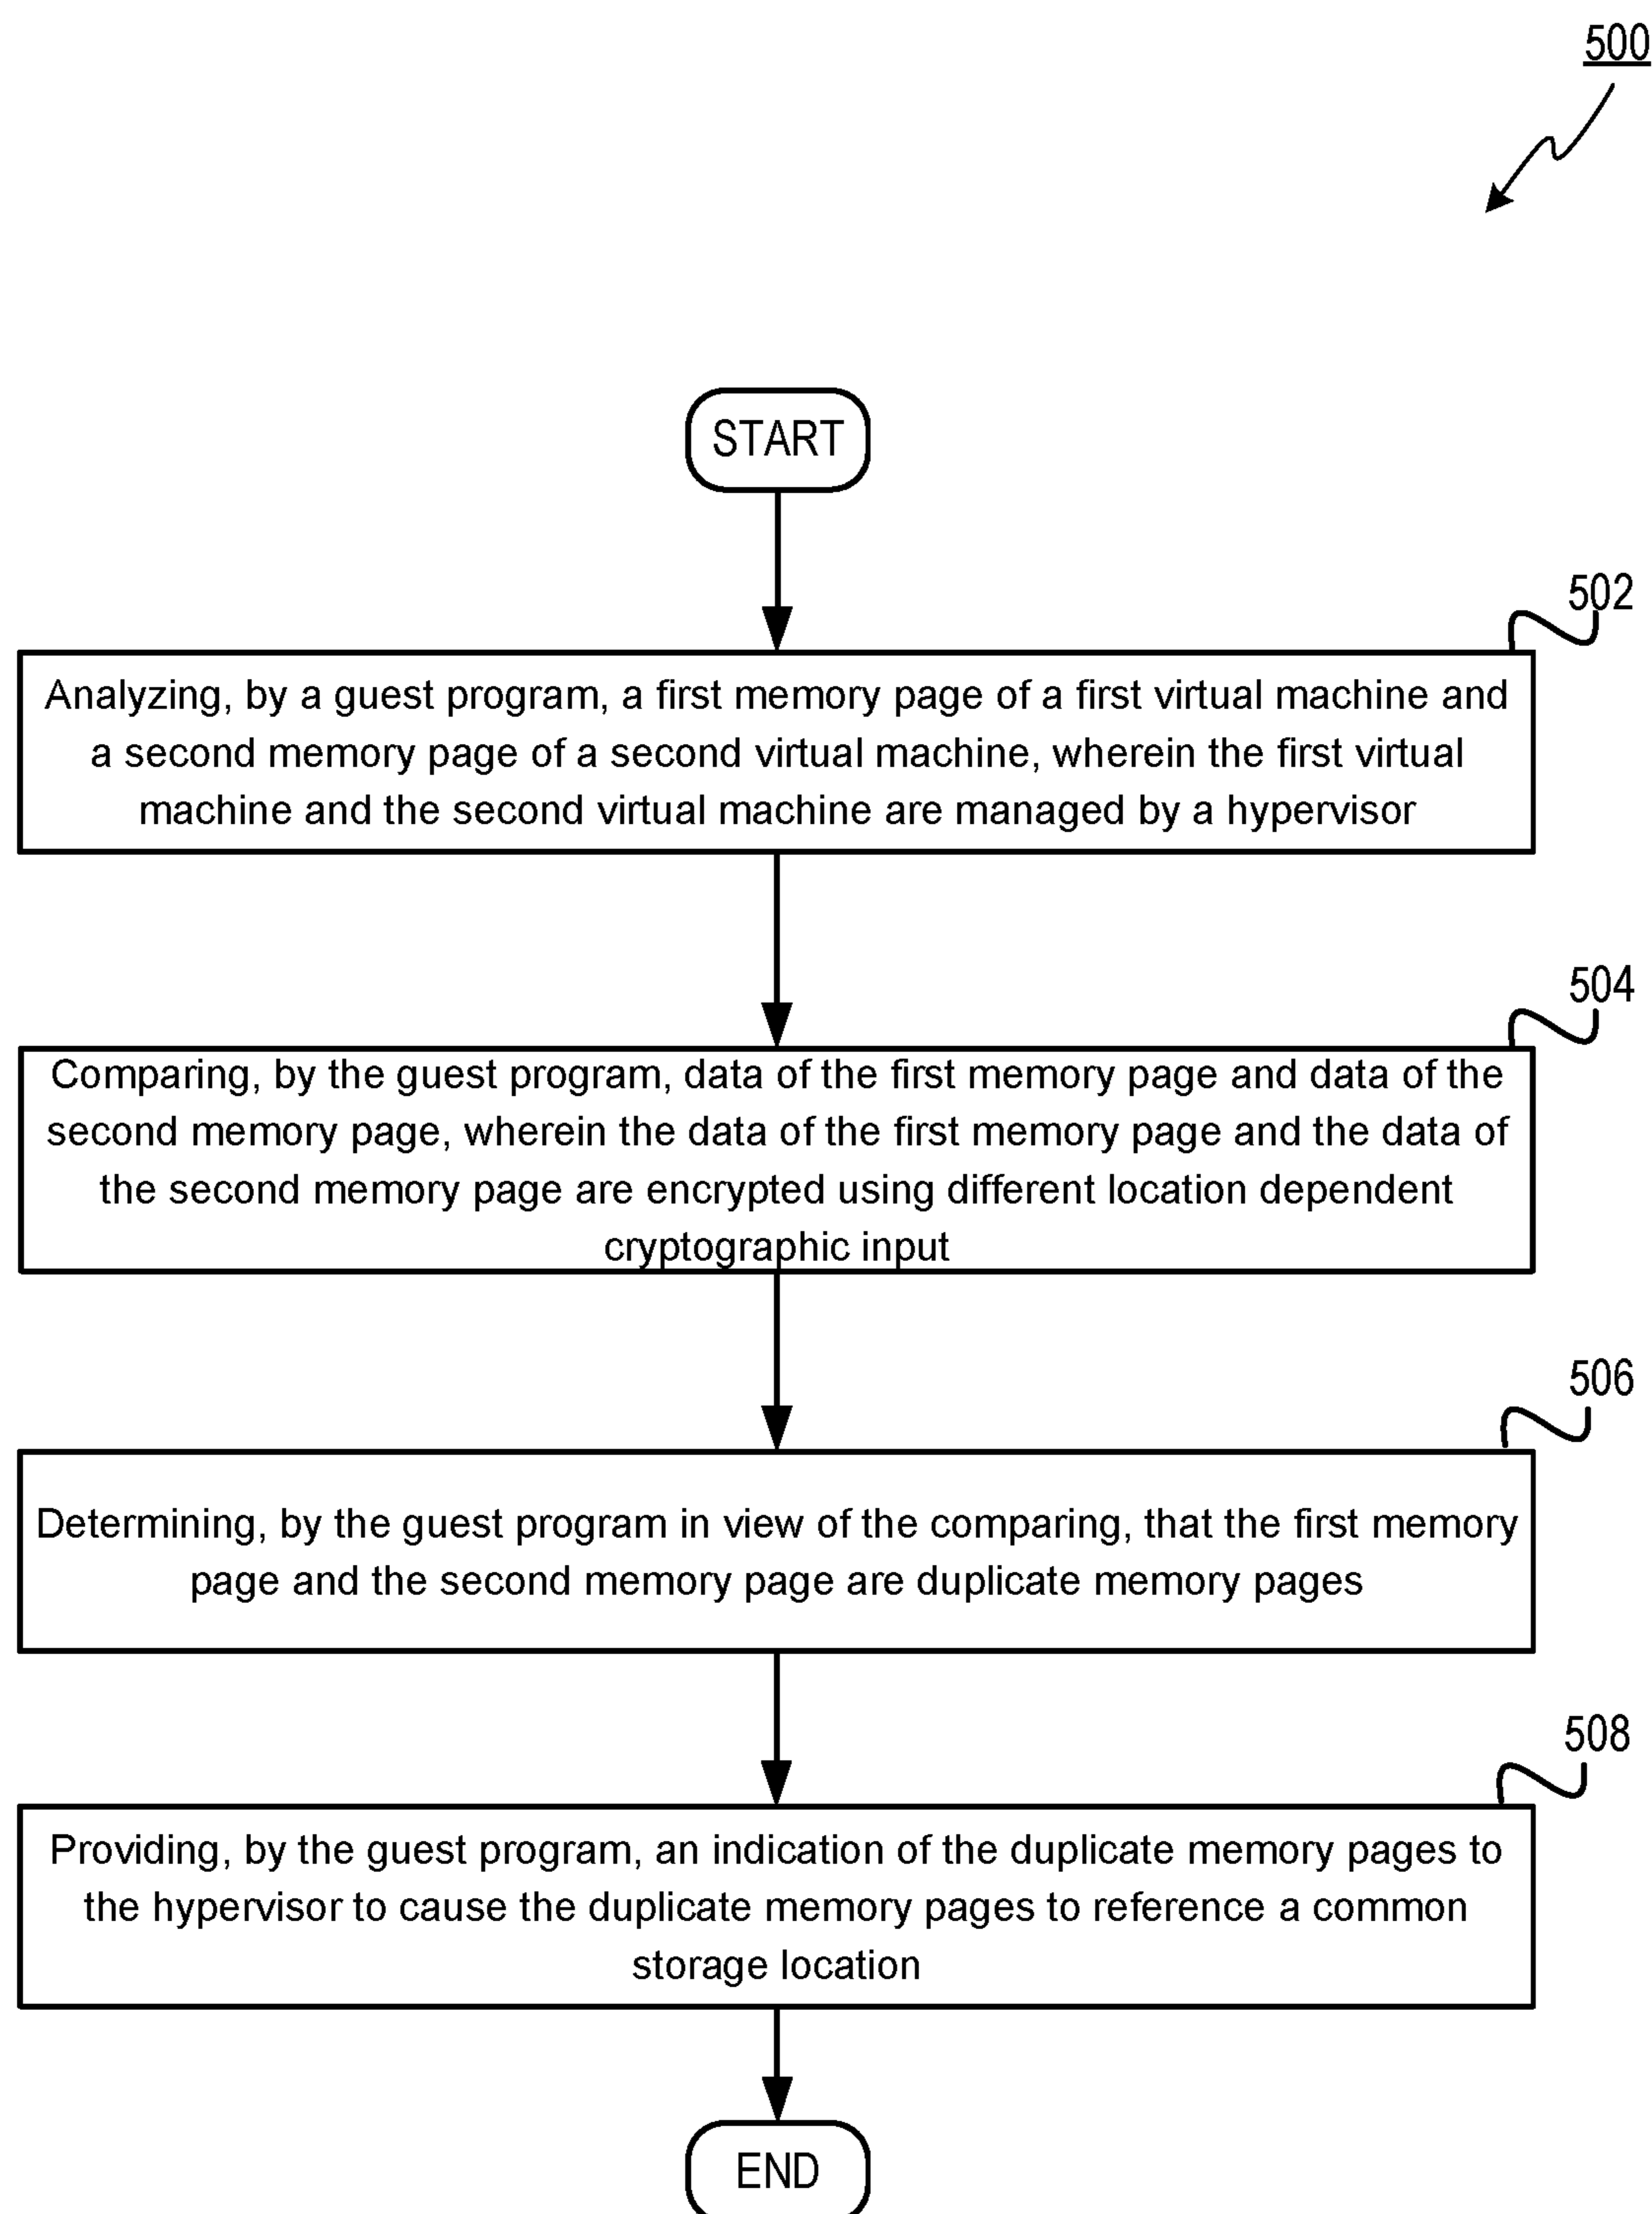 500
START
502
Analyzing, by a guest program, a first memory page of a first virtual machine and
a second memory page of a second virtual machine, wherein the first virtual
machine and the second virtual machine are managed by a hypervisor
504
Comparing, by the guest program, data of the first memory page and data of the
second memory page, wherein the data of the first memory page and the data of
the second memory page are encrypted using different location dependent
cryptographic input
506
Determining, by the guest program in view of the comparing, that the first memory
page and the second memory page are duplicate memory pages
508
Providing, by the guest program, an indication of the duplicate memory pages to
the hypervisor to cause the duplicate memory pages to reference a common
storage location
END